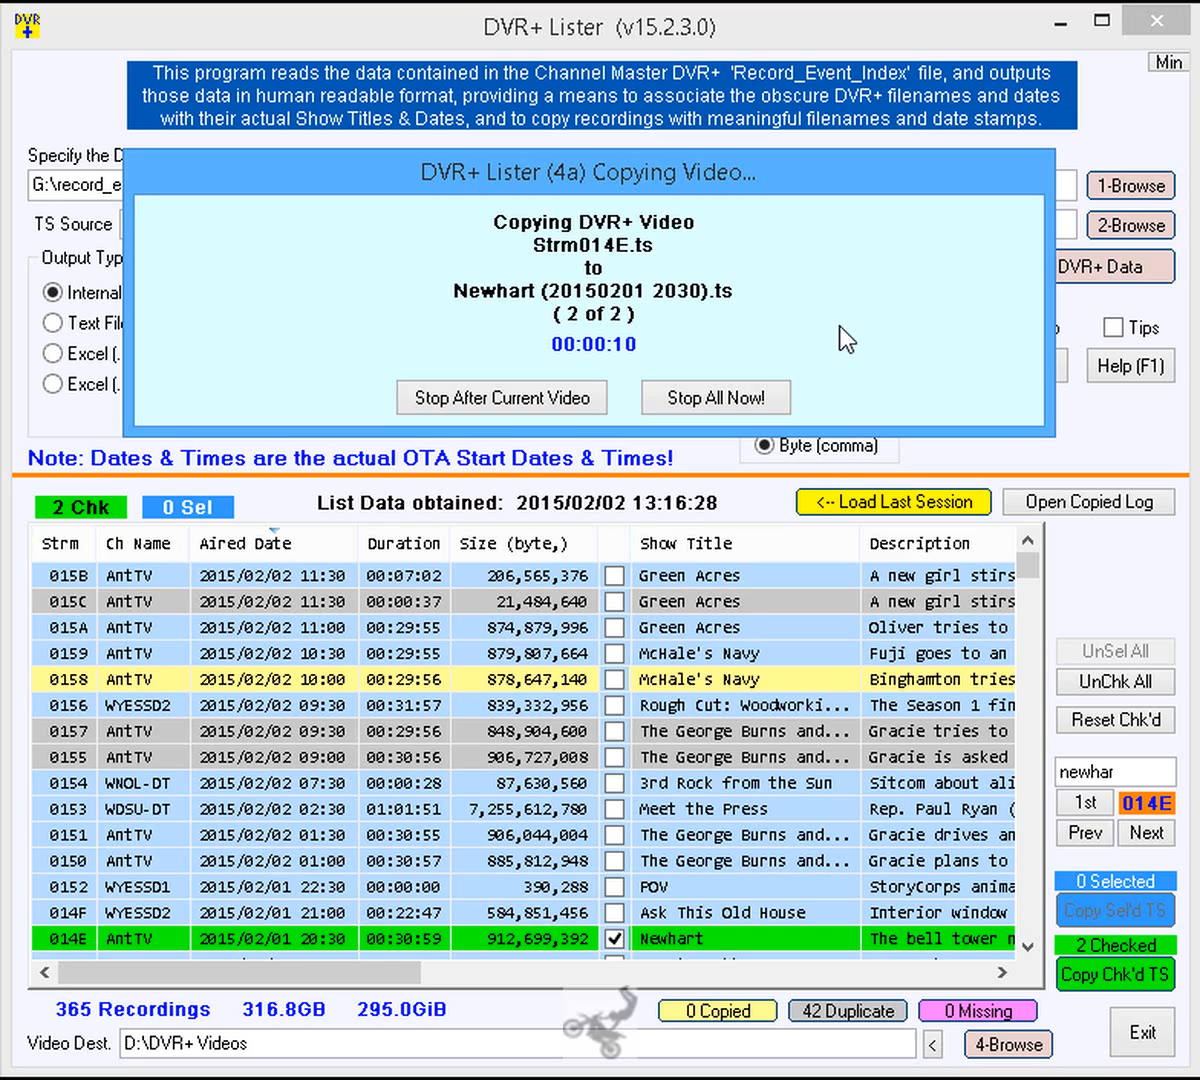 DVR
+
DVR+ Lister (v15.2.3.0)
Min
This program reads the data contained in the Channel Master DVR+ 'Record_Event_Index' file, and outputs
those data in human readable format, providing a means to associate the obscure DVR+ filenames and dates
with their actual Show Titles & Dates, and to copy recordings with meaningful filenames and date stamps.
Specify the D
G:\record_e
1-Browse
TS Source
2-Browse
Output Typ
DVR+ Data
Internal
Text File
Excel (.
Excel (.
Tips
Help (F1)
DVR+ Lister (4a) Copying Video...
Copying DVR+ Video
Strm014E.ts
to
Newhart (20150201 2030).ts
( 2 of 2 )
00:00:10
Stop After Current Video Stop All Now!
Byte (comma)
Note: Dates & Times are the actual OTA Start Dates & Times!
2 Chk 0 Sel List Data obtained: 2015/02/02 13:16:28 <-- Load Last Session Open Copied Log
Strm Ch Name Aired Date Duration Size (byte,) Show Title Description
015B AntTV 2015/02/02 11:30 00:07:02 206,565,376 Green Acres A new girl stirs
015C AntTV 2015/02/02 11:30 00:00:37 21,484,640 Green Acres A new girl stirs
015A AntTV 2015/02/02 11:00 00:29:55 874,879,996 Green Acres Oliver tries to
0159 AntTV 2015/02/02 10:30 00:29:55 879,807,664 McHale's Navy Fuji goes to an
0158 AntTV 2015/02/02 10:00 00:29:56 878,647,140 McHale's Navy Binghamton tries
0156 WYESSD2 2015/02/02 09:30 00:31:57 839,332,956 Rough Cut: Woodworki... The Season 1 fin
0157 AntTV 2015/02/02 09:30 00:29:56 848,904,600 The George Burns and... Gracie tries to
0155 AntTV 2015/02/02 09:00 00:30:56 906,727,008 The George Burns and... Gracie is asked
0154 WNOL-DT 2015/02/02 07:30 00:00:28 87,630,560 3rd Rock from the Sun Sitcom about ali
0153 WDSU-DT 2015/02/02 02:30 01:01:51 7,255,612,780 Meet the Press Rep. Paul Ryan (
0151 AntTV 2015/02/02 01:30 00:30:55 906,044,004 The George Burns and... Gracie drives an
0150 AntTV 2015/02/02 01:00 00:30:57 885,812,948 The George Burns and... Gracie plans to
0152 WYESSD1 2015/02/01 22:30 00:00:00 390,288 POV StoryCorps anima
014F WYESSD2 2015/02/01 21:00 00:22:47 584,851,456 Ask This Old House Interior window
014E AntTV 2015/02/01 20:30 00:30:59 912,699,392 Newhart The bell tower n
UnSel All
UnChk All
Reset Chk'd
newhar
1st 014E
Prev Next
0 Selected
Copy Sel'd TS
2 Checked
Copy Chk'd TS
365 Recordings 316.8GB 295.0GiB 0 Copied 42 Duplicate 0 Missing
Video Dest. D:\DVR+ Videos < 4-Browse Exit